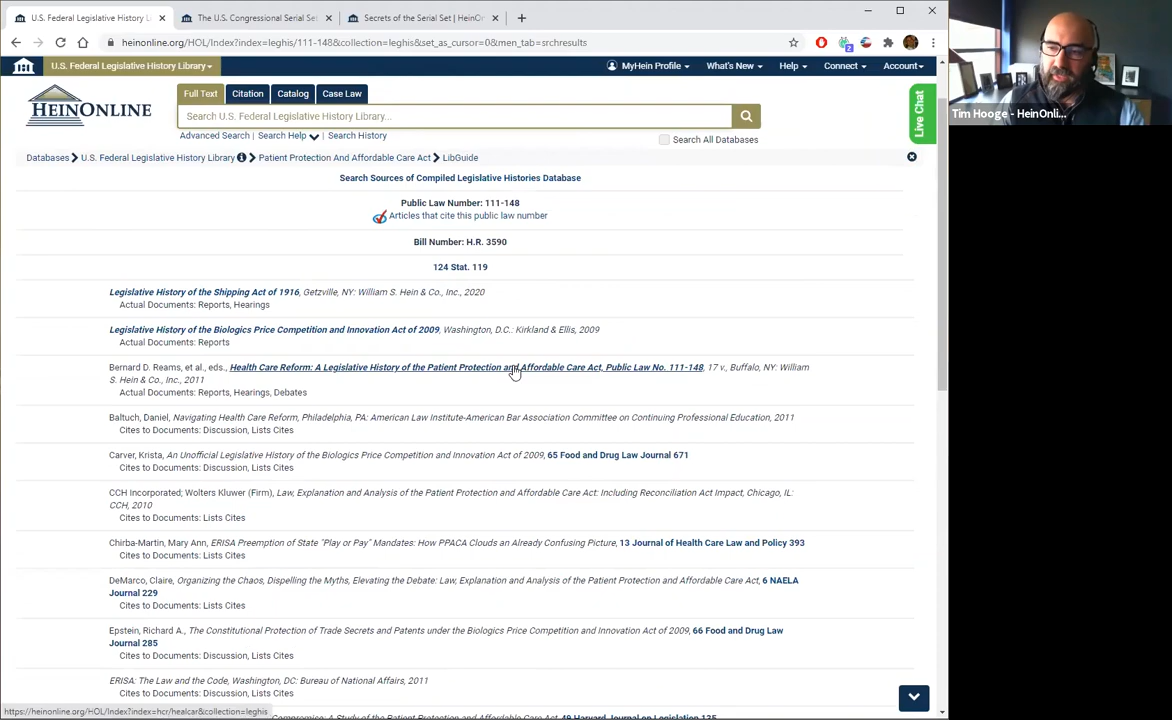 U.S. Federal Legislative History Li
The U.S. Congressional Serial Set
Secrets of the Serial Set | HeinOn
heinonline.org/HOL/Index?index=leghis/111-148&collection=leghis&set_as_cursor=0&men_tab=srchresults
U.S. Federal Legislative History Library
MyHein Profile What's New Help Connect Account
HEINONLINE
Full Text Citation Catalog Case Law
Search U.S. Federal Legislative History Library...
Advanced Search | Search Help | Search History
Search All Databases
Live Chat
Tim Hooge - HeinOnli...
Databases U.S. Federal Legislative History Library Patient Protection And Affordable Care Act LibGuide
Search Sources of Compiled Legislative Histories Database
Public Law Number: 111-148
Articles that cite this public law number
Bill Number: H.R. 3590
124 Stat. 119
Legislative History of the Shipping Act of 1916, Getzville, NY: William S. Hein & Co., Inc., 2020
Actual Documents: Reports, Hearings
Legislative History of the Biologics Price Competition and Innovation Act of 2009, Washington, D.C.: Kirkland & Ellis, 2009
Actual Documents: Reports
Bernard D. Reams, et al., eds., Health Care Reform: A Legislative History of the Patient Protection and Affordable Care Act, Public Law No. 111-148, 17 v., Buffalo, NY: William
S. Hein & Co., Inc., 2011
Actual Documents: Reports, Hearings, Debates
Baltuch, Daniel, Navigating Health Care Reform, Philadelphia, PA: American Law Institute-American Bar Association Committee on Continuing Professional Education, 2011
Cites to Documents: Discussion, Lists Cites
Carver, Krista, An Unofficial Legislative History of the Biologics Price Competition and Innovation Act of 2009, 65 Food and Drug Law Journal 671
Cites to Documents: Discussion, Lists Cites
CCH Incorporated; Wolters Kluwer (Firm), Law, Explanation and Analysis of the Patient Protection and Affordable Care Act: Including Reconciliation Act Impact, Chicago, IL:
CCH, 2010
Cites to Documents: Lists Cites
Chirba-Martin, Mary Ann, ERISA Preemption of State "Play or Pay" Mandates: How PPACA Clouds an Already Confusing Picture, 13 Journal of Health Care Law and Policy 393
Cites to Documents: Lists Cites
DeMarco, Claire, Organizing the Chaos, Dispelling the Myths, Elevating the Debate: Law, Explanation and Analysis of the Patient Protection and Affordable Care Act, 6 NAELA
Journal 229
Cites to Documents: Lists Cites
Epstein, Richard A., The Constitutional Protection of Trade Secrets and Patents under the Biologics Price Competition and Innovation Act of 2009, 66 Food and Drug Law
Journal 285
Cites to Documents: Discussion, Lists Cites
ERISA: The Law and the Code, Washington, DC: Bureau of National Affairs, 2011
Cites to Documents: Discussion, Lists Cites
https://heinonline.org/HOL/Index?index=hcr/healcar&collection=leghis
Compromise: A Study of the Patient Protection and Affordable Care Act, 49 Harvard Journal on Legislation 135